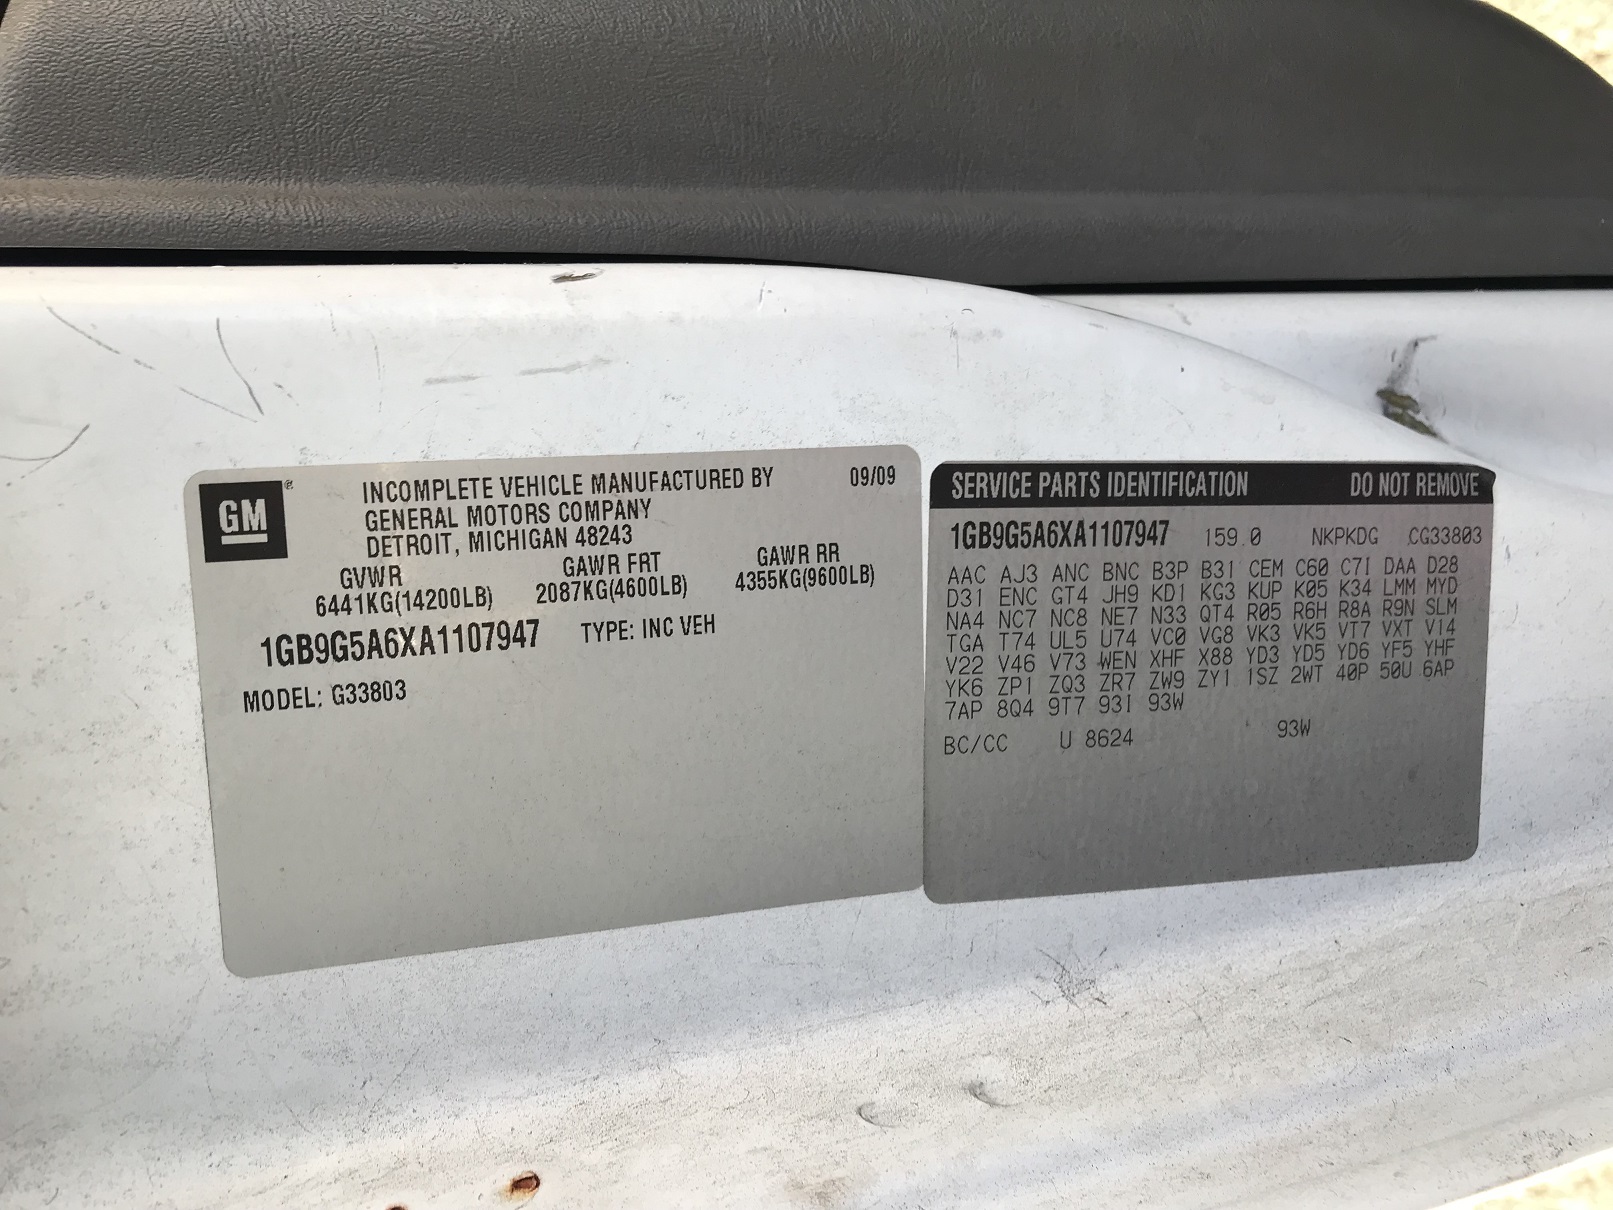 GM ®
INCOMPLETE VEHICLE MANUFACTURED BY 09/09
GENERAL MOTORS COMPANY
DETROIT, MICHIGAN 48243
GVWR GAWR FRT GAWR RR
6441KG(14200LB) 2087KG(4600LB) 4355KG(9600LB)
1GB9G5A6XA1107947 TYPE: INC VEH
MODEL: G33803
SERVICE PARTS IDENTIFICATION DO NOT REMOVE
1GB9G5A6XA1107947 159.0 NKPKDG CG33803
AAC AJ3 ANC BNC B3P B31 CEM C60 C7I DAA D28
D31 ENC GT4 JH9 KD1 KG3 KUP K05 K34 LMM MYD
NA4 NC7 NC8 NE7 N33 QT4 R05 R6H R8A R9N SLM
TGA T74 UL5 U74 VC0 VG8 VK3 VK5 VT7 VXT V14
V22 V46 V73 WEN XHF X88 YD3 YD5 YD6 YF5 YHF
YK6 ZP1 ZQ3 ZR7 ZW9 ZY1 1SZ 2WT 40P 50U 6AP
7AP 8Q4 9T7 93I 93W
BC/CC U 8624 93W